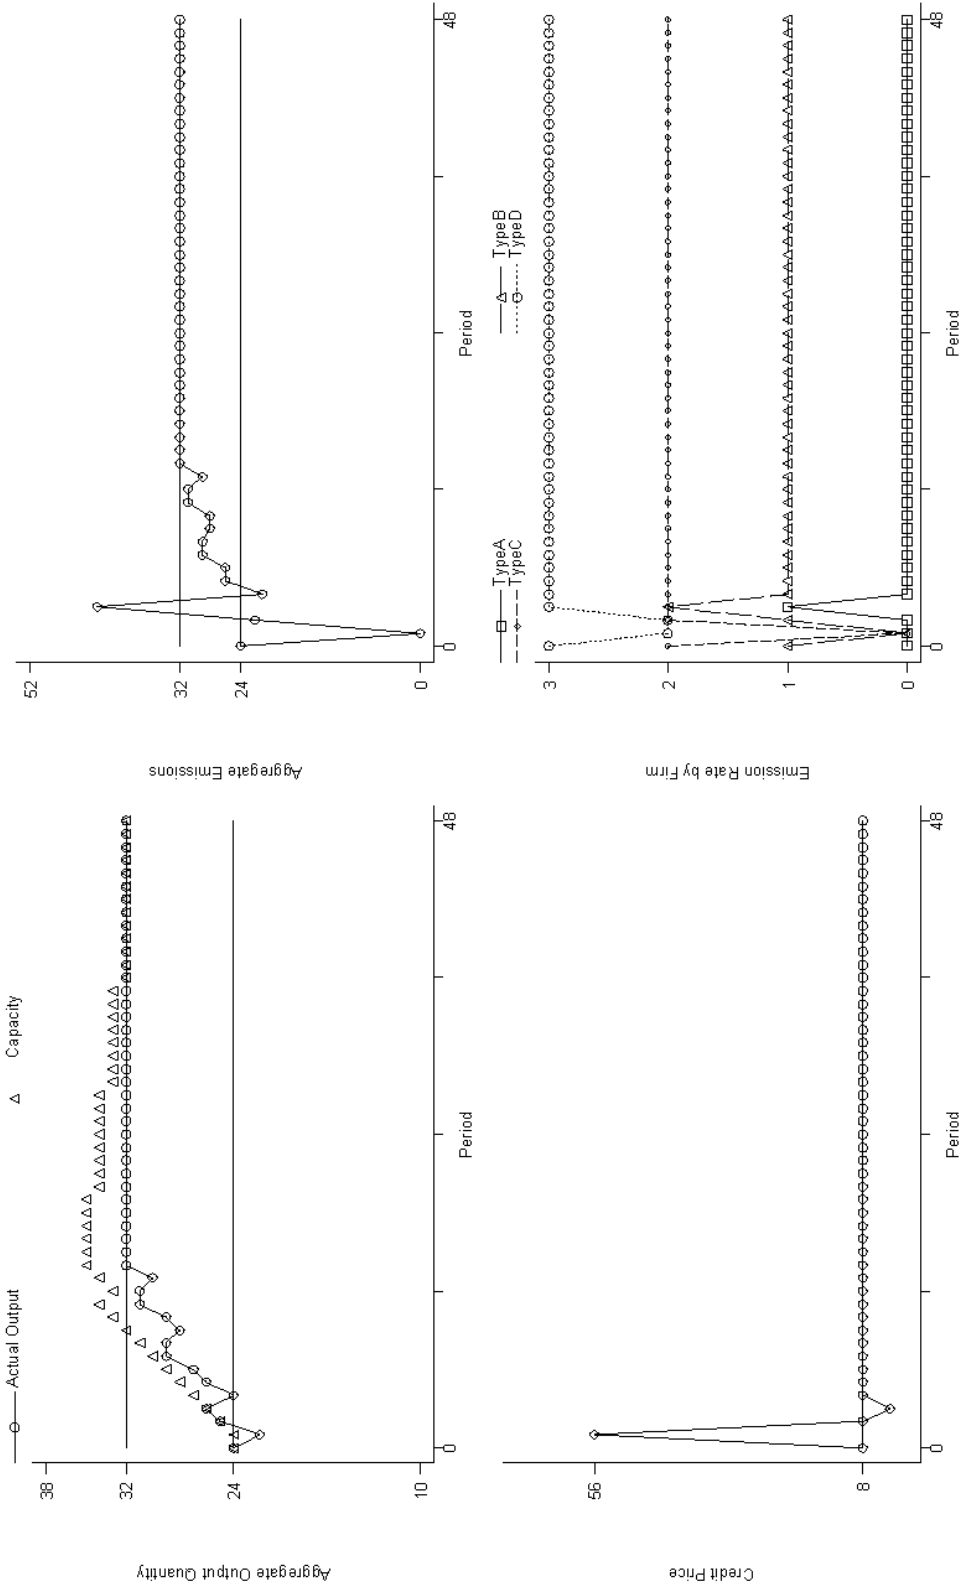 Actual Output
Capacity
38
32
24
10
0
48
Period
Aggregate Output Quantity
52
32
24
0
0
48
Period
Aggregate Emissions
56
8
0
48
Period
Credit Price
TypeA
TypeB
TypeC
TypeD
3
2
1
0
0
48
Period
Emission Rate by Firm